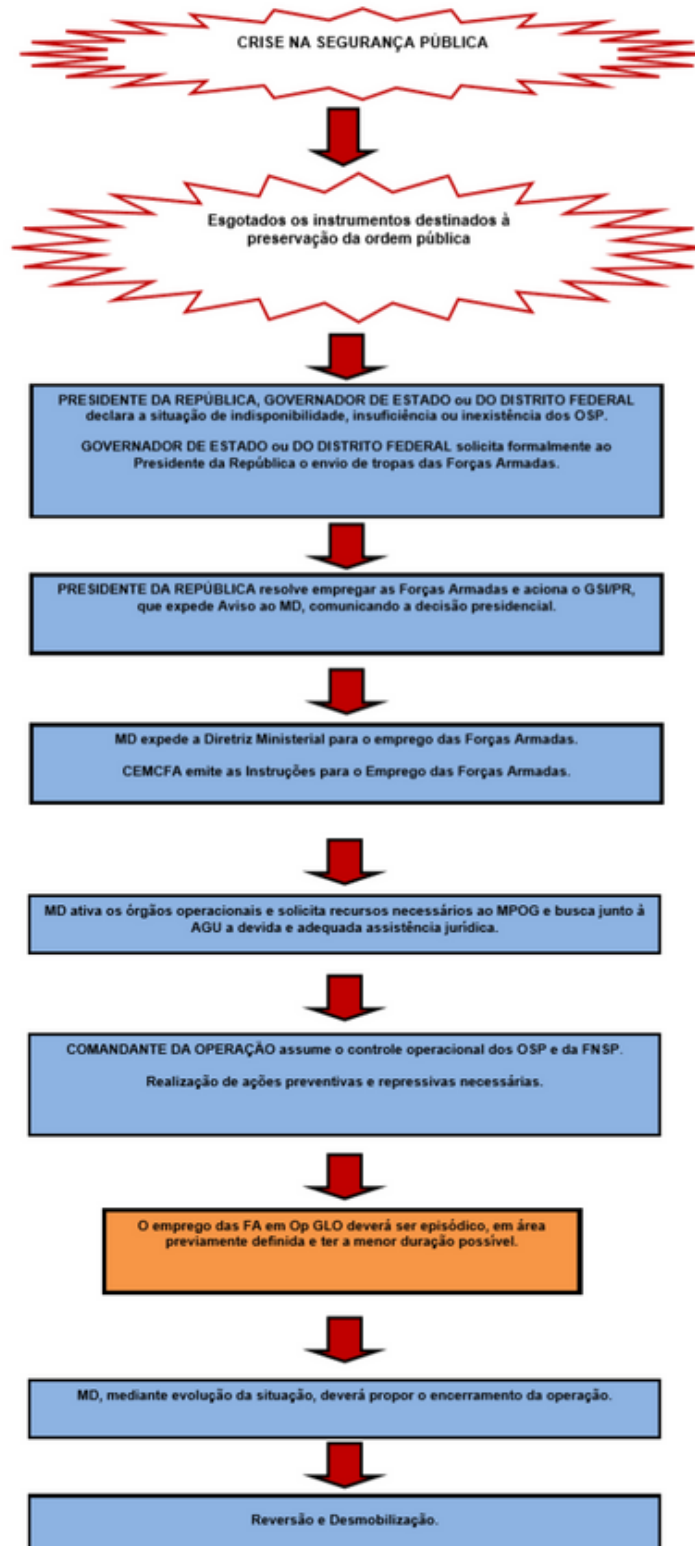 CRISE NA SEGURANÇA PÚBLICA
Esgotados os instrumentos destinados à
preservação da ordem pública
PRESIDENTE DA REPÚBLICA, GOVERNADOR DE ESTADO ou DO DISTRITO FEDERAL
declara a situação de indisponibilidade, insuficiência ou inexistência dos OSP.
GOVERNADOR DE ESTADO ou DO DISTRITO FEDERAL solicita formalmente ao
Presidente da República o envio de tropas das Forças Armadas.
PRESIDENTE DA REPÚBLICA resolve empregar as Forças Armadas e aciona o GSI/PR,
que expede Aviso ao MD, comunicando a decisão presidencial.
MD expede a Diretriz Ministerial para o emprego das Forças Armadas.
CEMCFA emite as Instruções para o Emprego das Forças Armadas.
MD ativa os órgãos operacionais e solicita recursos necessários ao MPOG e busca junto à
AGU a devida e adequada assistência jurídica.
COMANDANTE DA OPERAÇÃO assume o controle operacional dos OSP e da FNSP.
Realização de ações preventivas e repressivas necessárias.
O emprego das FA em Op GLO deverá ser episódico, em área
previamente definida e ter a menor duração possível.
MD, mediante evolução da situação, deverá propor o encerramento da operação.
Reversão e Desmobilização.